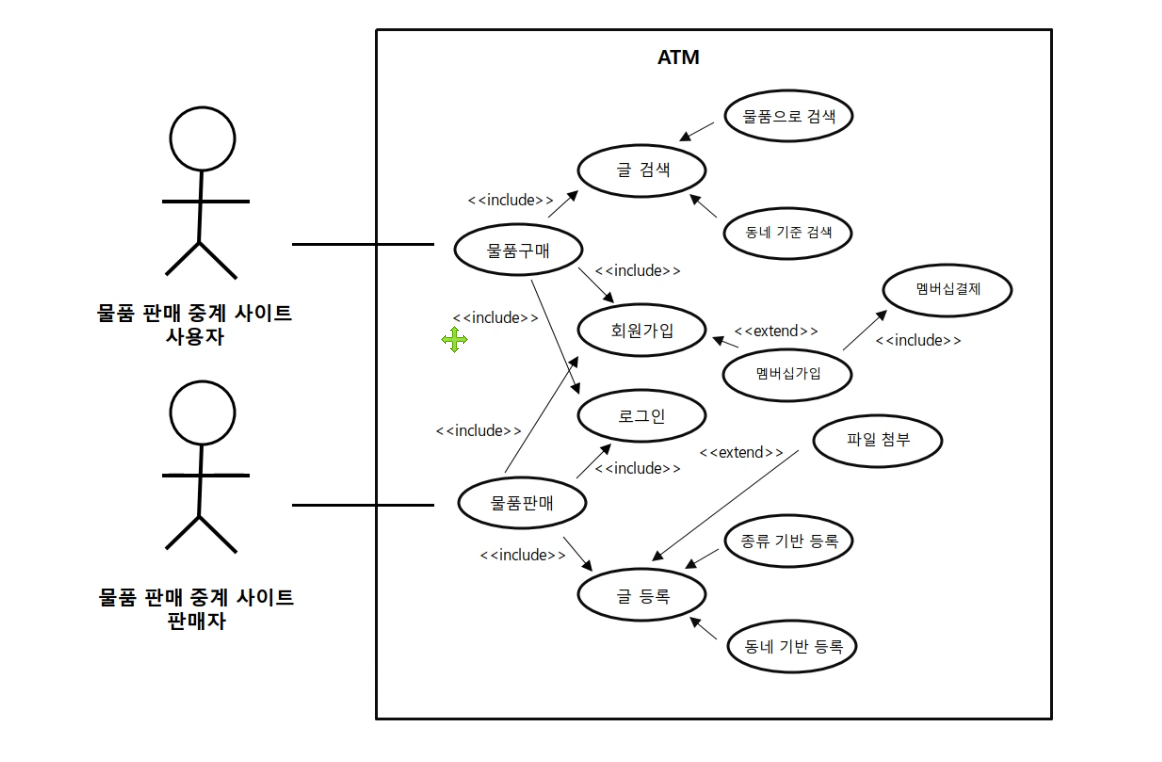 ATM
물품으로 검색
글 검색
<<include>>
동네 기준 검색
물품구매
<<include>>
멤버십결제
물품 판매 중계 사이트
사용자
<<include>>
회원가입
<<extend>>
<<include>>
멤버십가입
로그인
<<include>>
파일 첨부
<<extend>>
<<include>>
물품판매
종류 기반 등록
<<include>>
물품 판매 중계 사이트
판매자
글 등록
동네 기반 등록